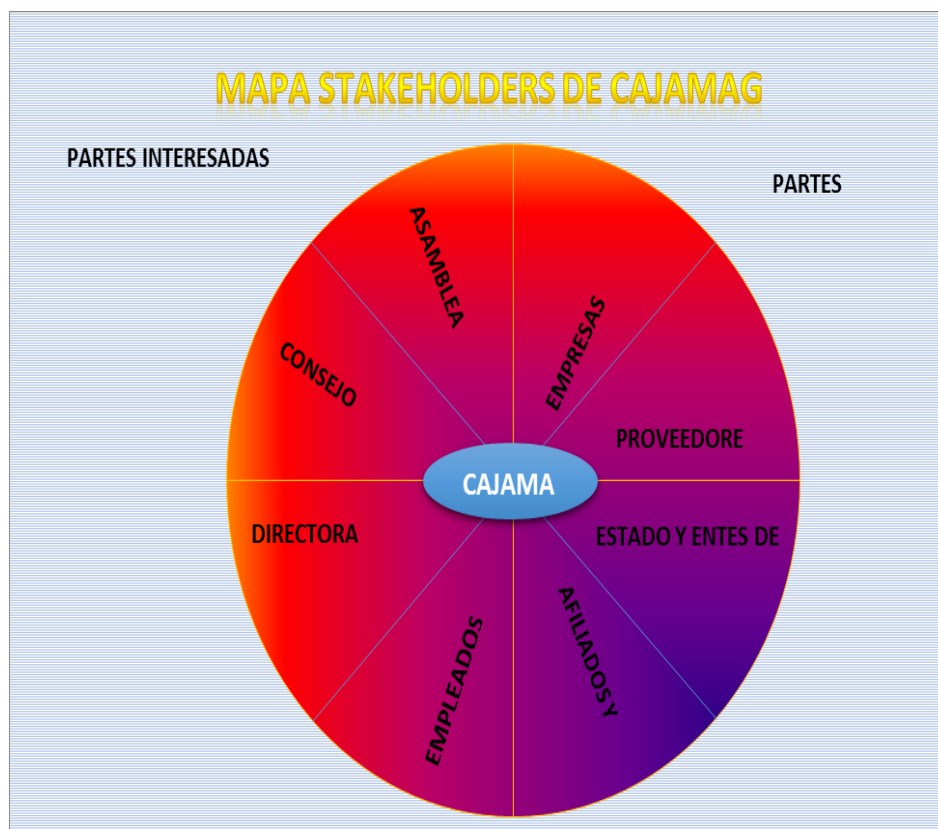 MAPA STAKEHOLDERS DE CAJAMAG
PARTES INTERESADAS
PARTES
ASAMBLEA
EMPRESAS
CONSEJO
PROVEEDORE
CAJAMA
DIRECTORA
ESTADO Y ENTES DE
EMPLEADOS
AFILIADOS Y